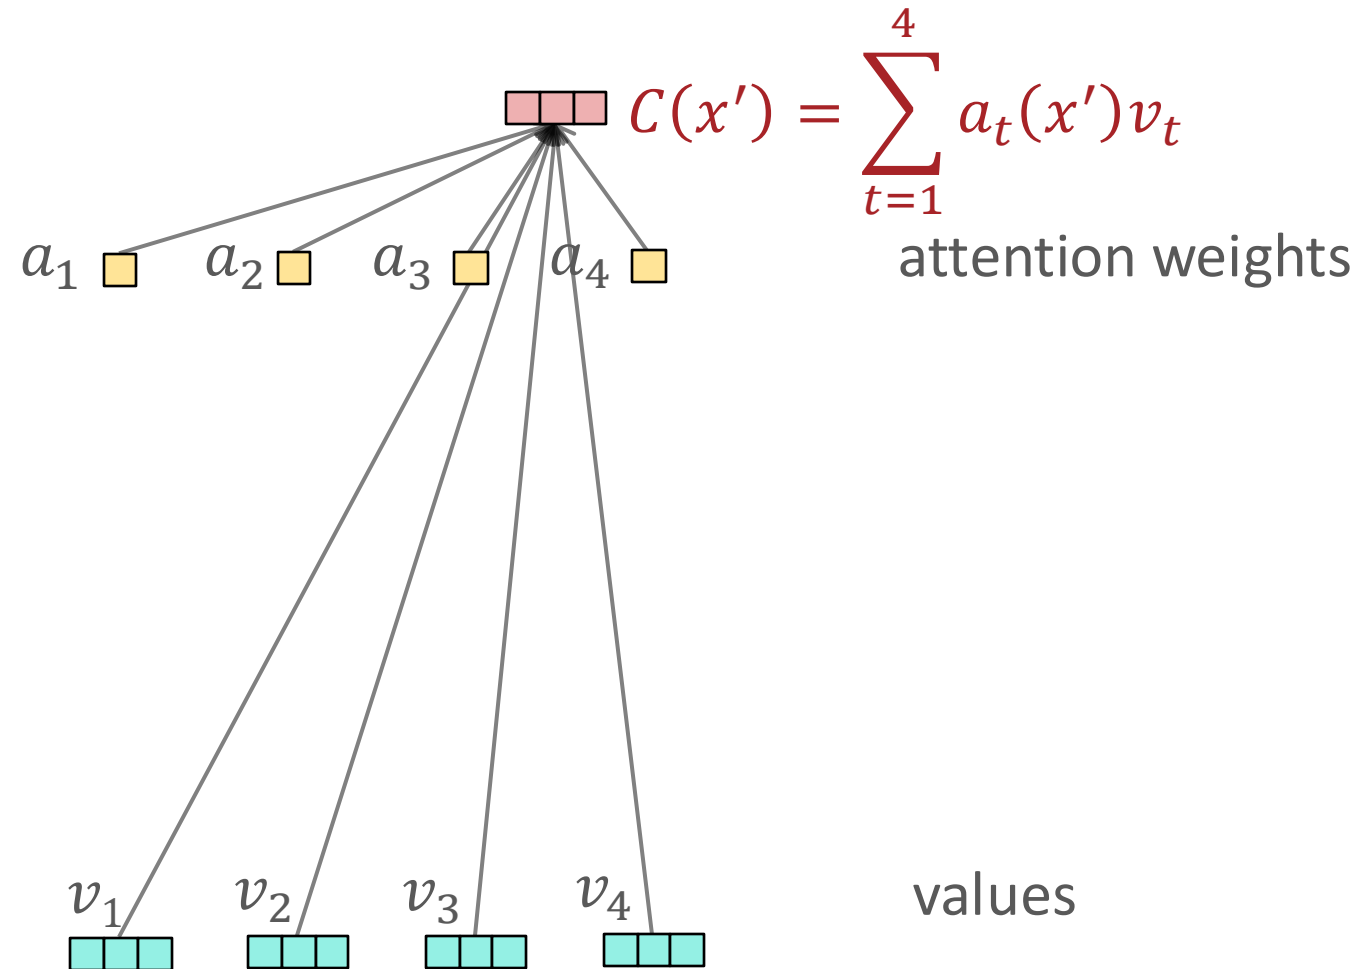 C(x′) = ∑_{t=1}^{4} a_t(x′)v_t
a_1 a_2 a_3 a_4 attention weights
v_1 v_2 v_3 v_4 values